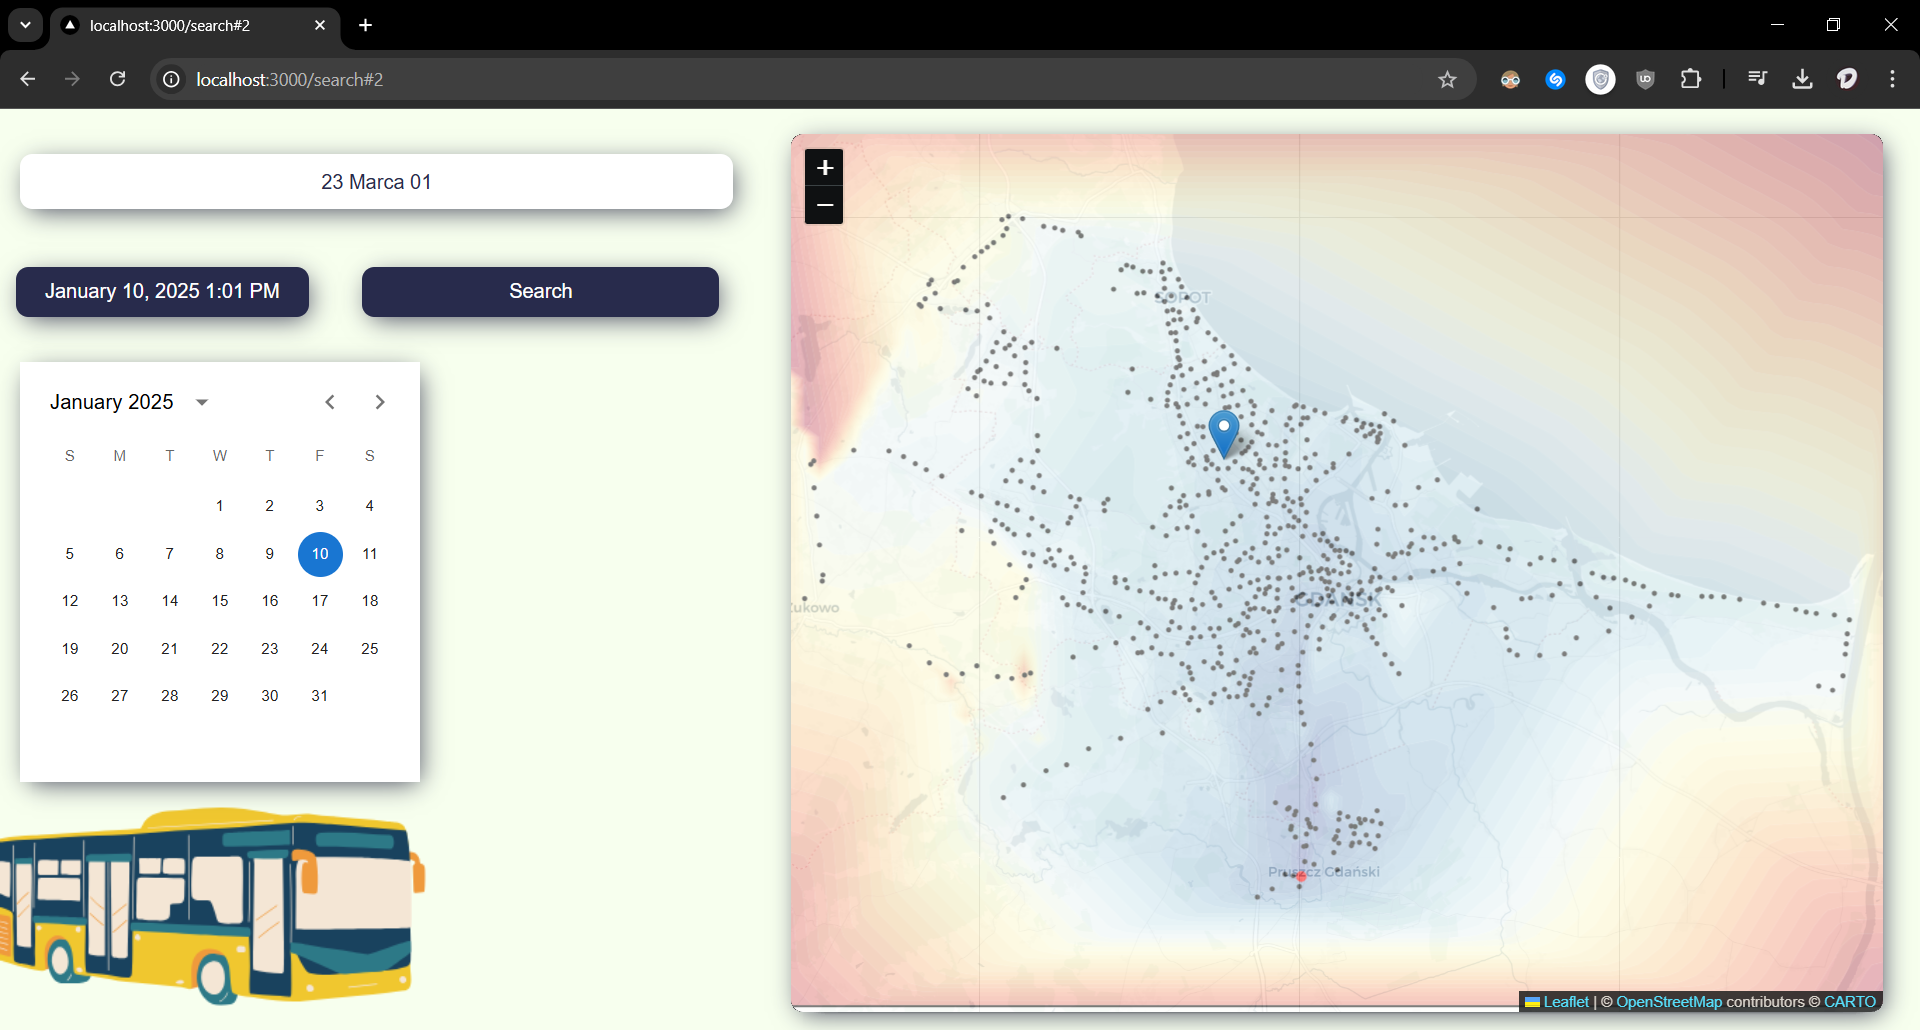 localhost:3000/search#2
localhost:3000/search#2
23 Marca 01
January 10, 2025 1:01 PM
Search
January 2025
S M T W T F S
1 2 3 4
5 6 7 8 9 10 11
12 13 14 15 16 17 18
19 20 21 22 23 24 25
26 27 28 29 30 31
+
−
SOPOT
GDAŃSK
Żukowo
Pruszcz Gdański
Leaflet | © OpenStreetMap contributors © CARTO